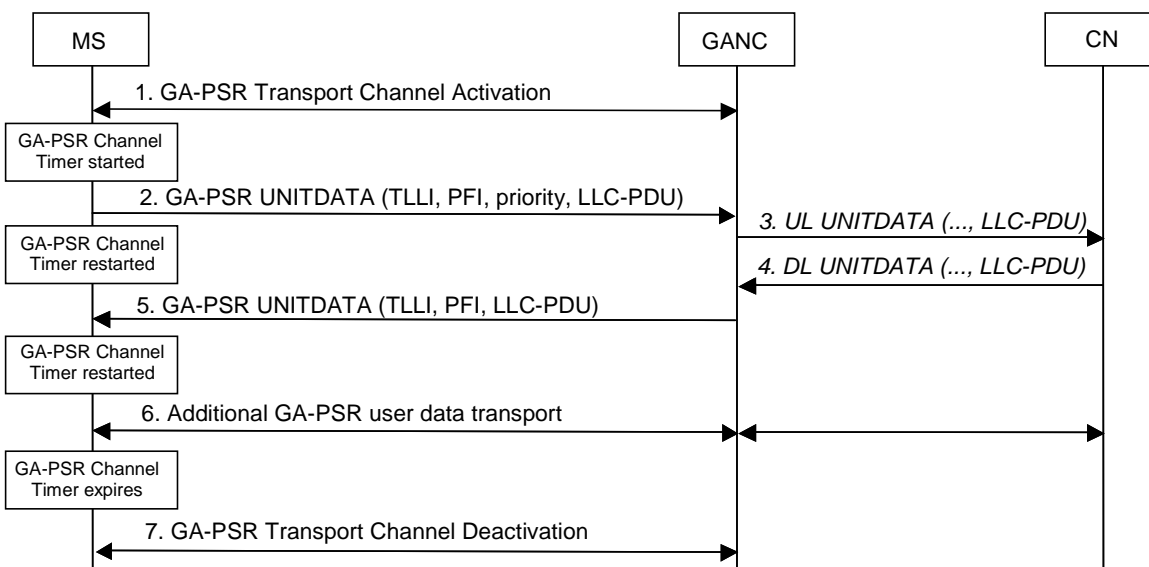 MS
GANC
CN
1. GA-PSR Transport Channel Activation
GA-PSR Channel
Timer started
2. GA-PSR UNITDATA (TLLI, PFI, priority, LLC-PDU)
3. UL UNITDATA (..., LLC-PDU)
GA-PSR Channel
Timer restarted
4. DL UNITDATA (..., LLC-PDU)
5. GA-PSR UNITDATA (TLLI, PFI, LLC-PDU)
GA-PSR Channel
Timer restarted
6. Additional GA-PSR user data transport
GA-PSR Channel
Timer expires
7. GA-PSR Transport Channel Deactivation